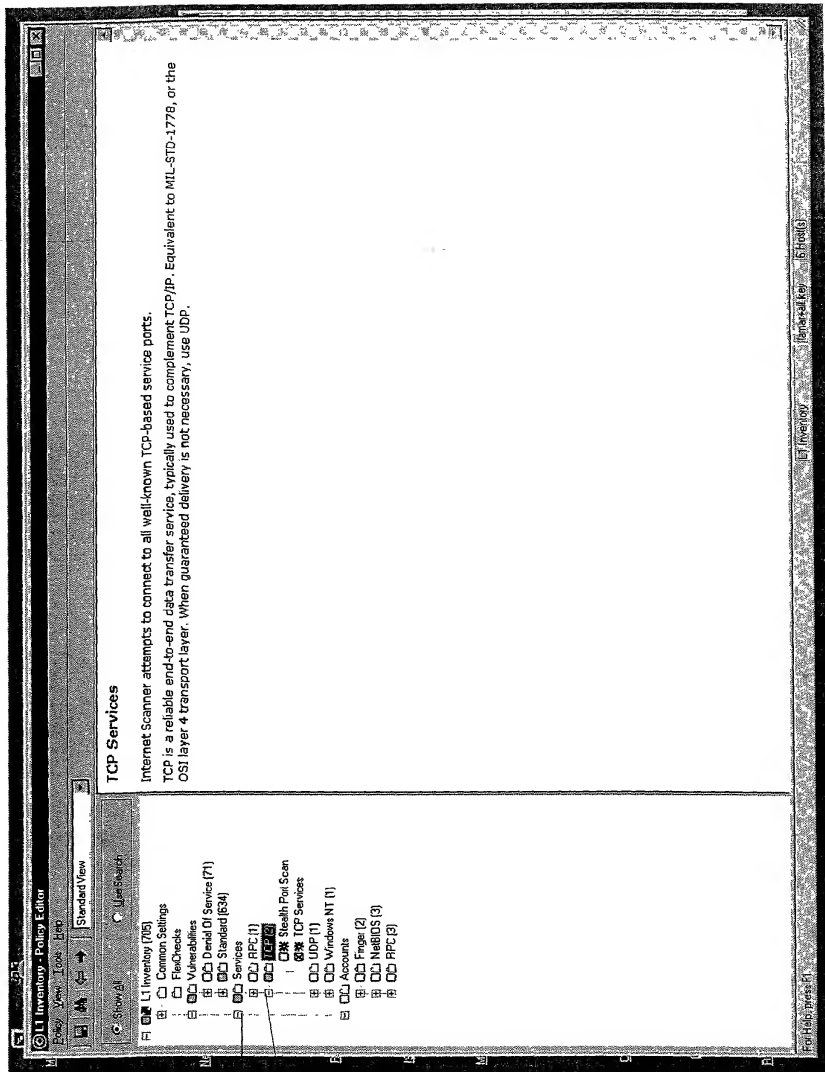 L1 Inventory - Policy Editor
Policy View Tools Help
Standard View
Show All
Use Search
L1 Inventory (705)
Common Settings
FlexChecks
Vulnerabilities
Denial Of Service (71)
Standard (634)
Services
RPC (1)
TCP (2)
Stealth Port Scan
TCP Services
UDP (1)
Windows NT (1)
Accounts
Finger (2)
NetBIOS (3)
RPC (3)
TCP Services
Internet Scanner attempts to connect to all well-known TCP-based service ports.
TCP is a reliable end-to-end data transfer service, typically used to complement TCP/IP. Equivalent to MIL-STD-1778, or the
OSI layer 4 transport layer. When guaranteed delivery is not necessary, use UDP.
For Help, press F1
L1 Inventory
6 Host(s)